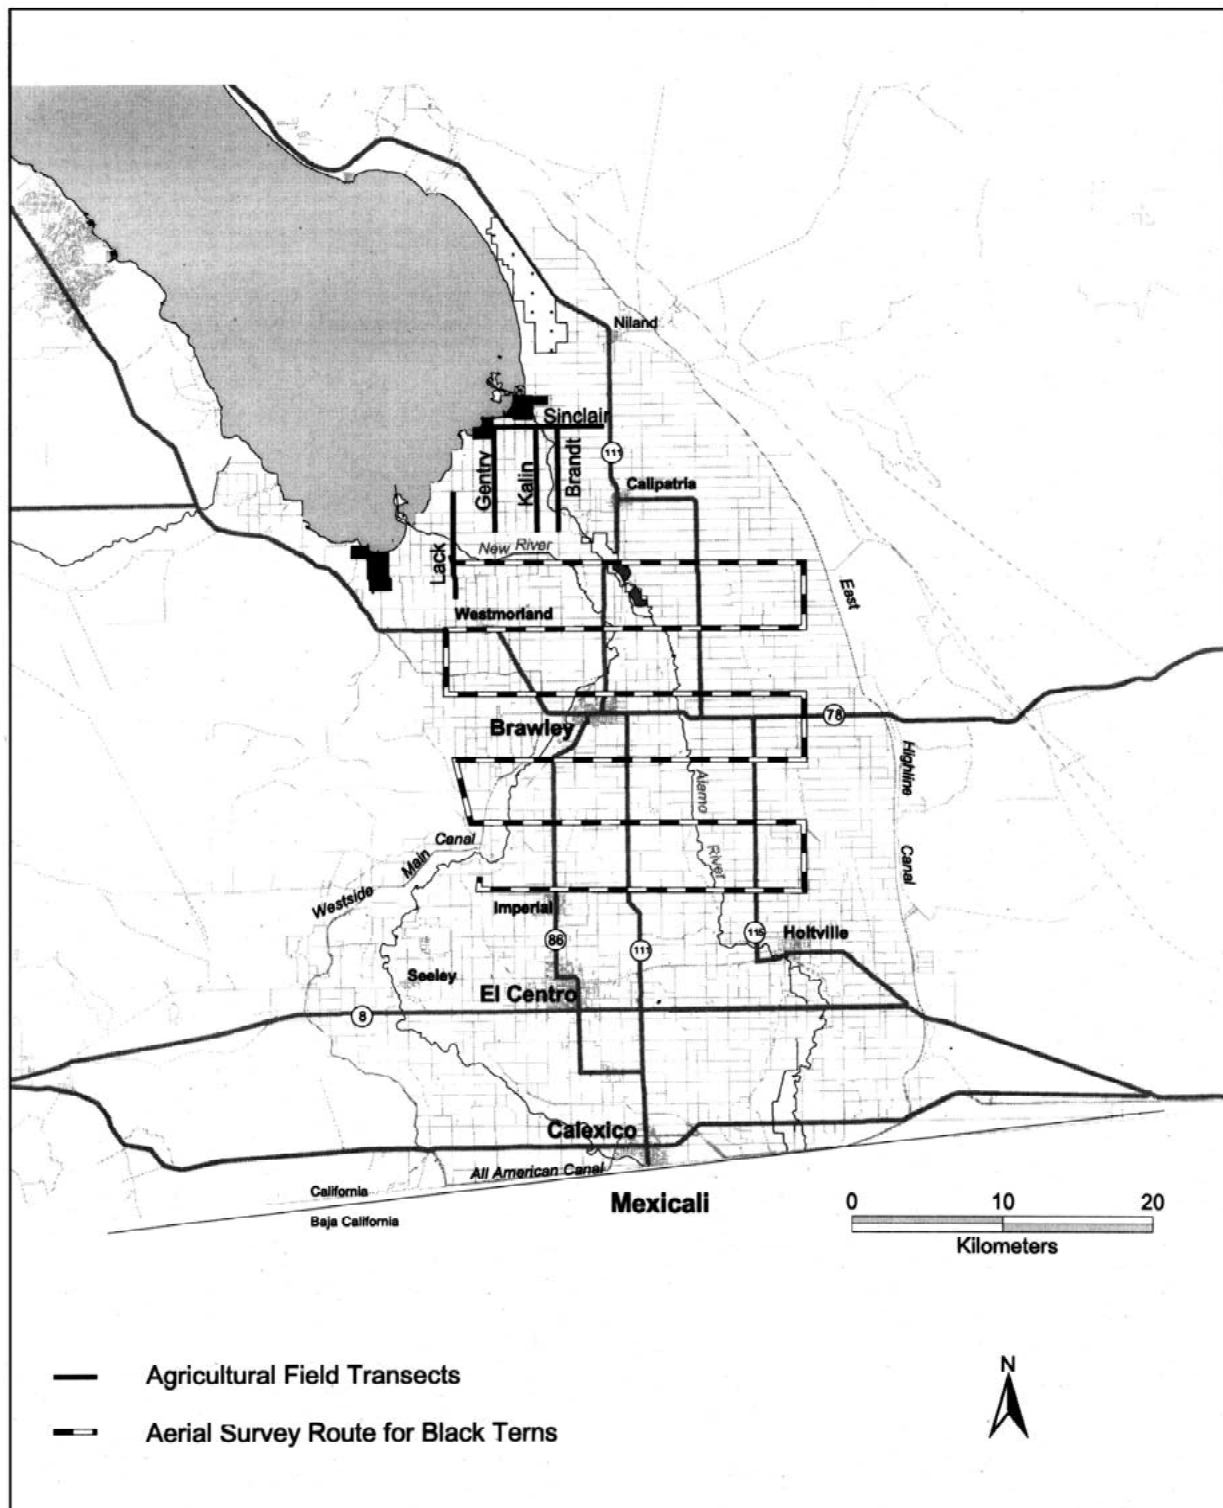 Niland
Sinclair
Gentry
Kalin
Brandt
111
Calipatria
Lack
New River
East
Westmorland
Brawley
78
Highline
Alamo
Canal
Main
Westside
River
Canal
Imperial
86
111
115
Holtville
Seeley
El Centro
8
Calexico
All American Canal
California
Baja California
Mexicali
0 10 20
Kilometers
Agricultural Field Transects
N
Aerial Survey Route for Black Terns